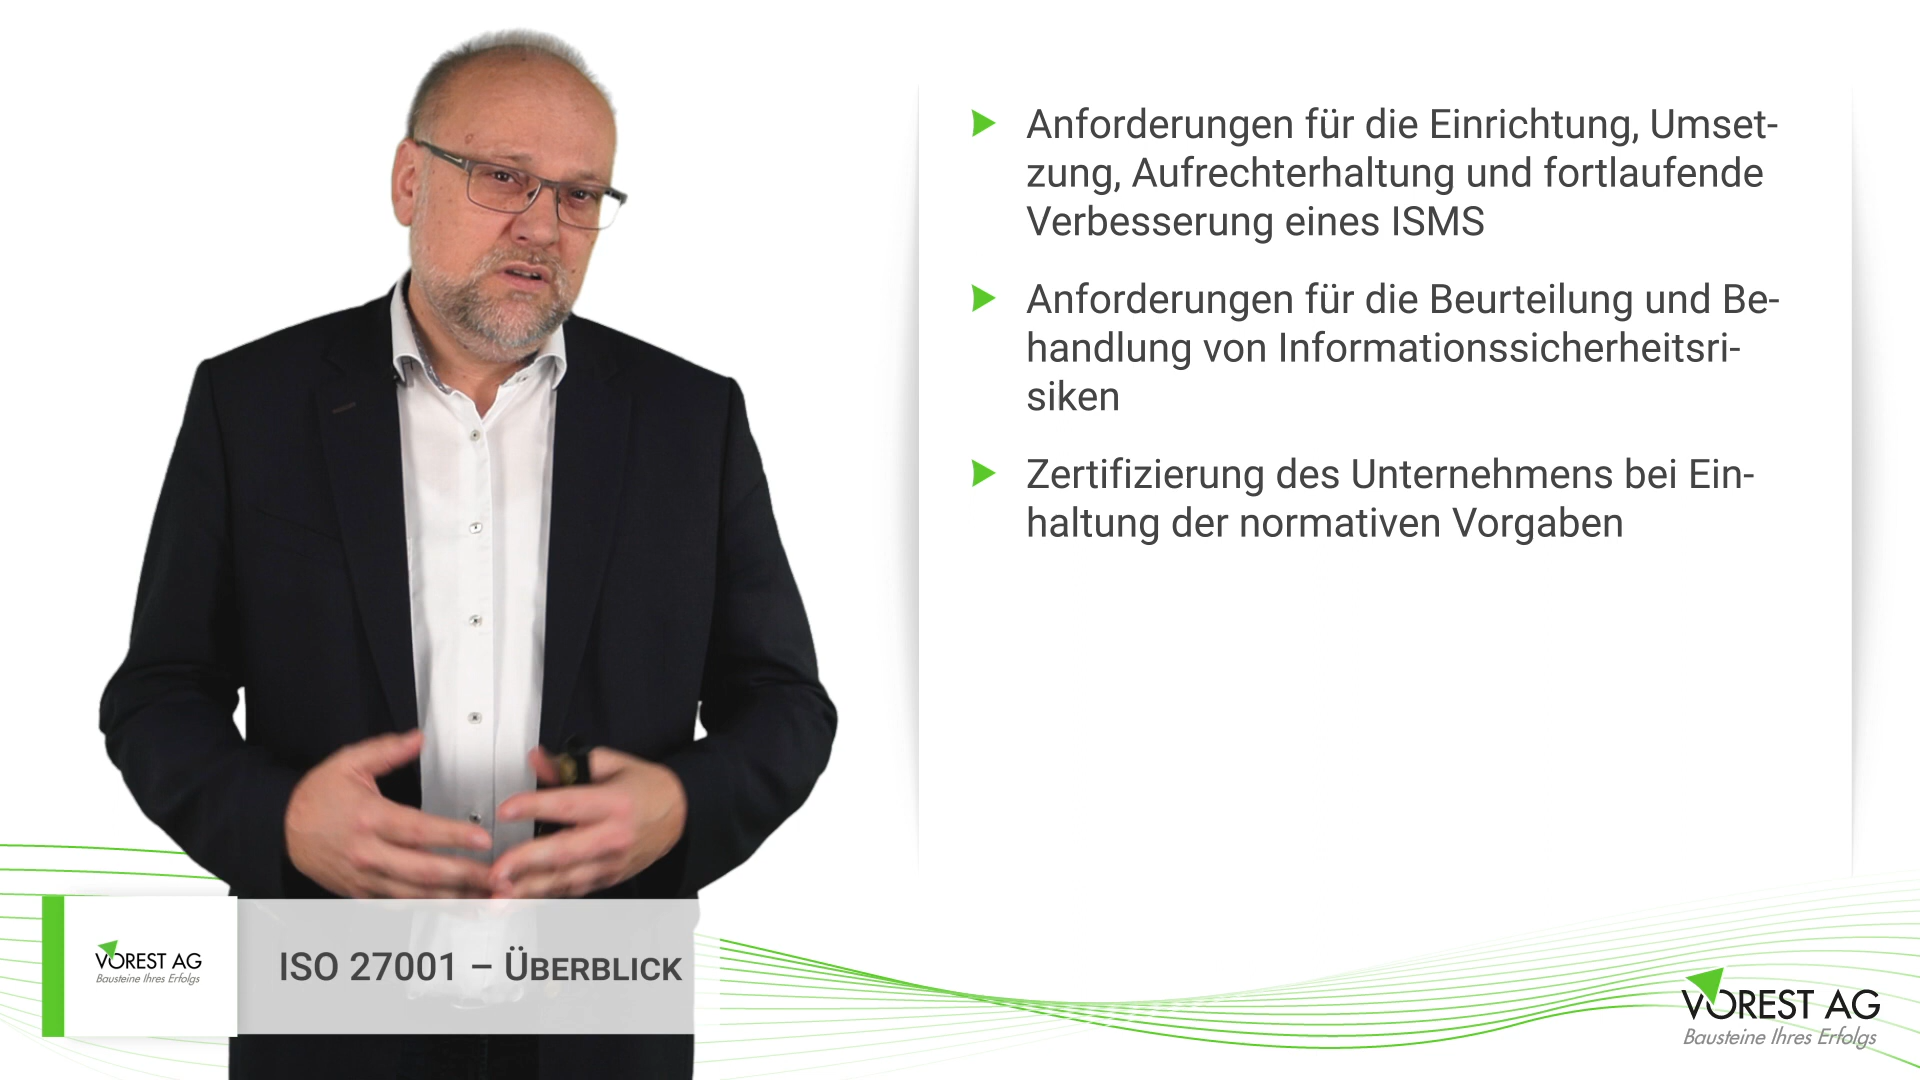 Anforderungen für die Einrichtung, Umset-
zung, Aufrechterhaltung und fortlaufende
Verbesserung eines ISMS
Anforderungen für die Beurteilung und Be-
handlung von Informationssicherheitsri-
siken
Zertifizierung des Unternehmens bei Ein-
haltung der normativen Vorgaben
VOREST AG
Bausteine Ihres Erfolgs
ISO 27001 – ÜBERBLICK
VOREST AG
Bausteine Ihres Erfolgs